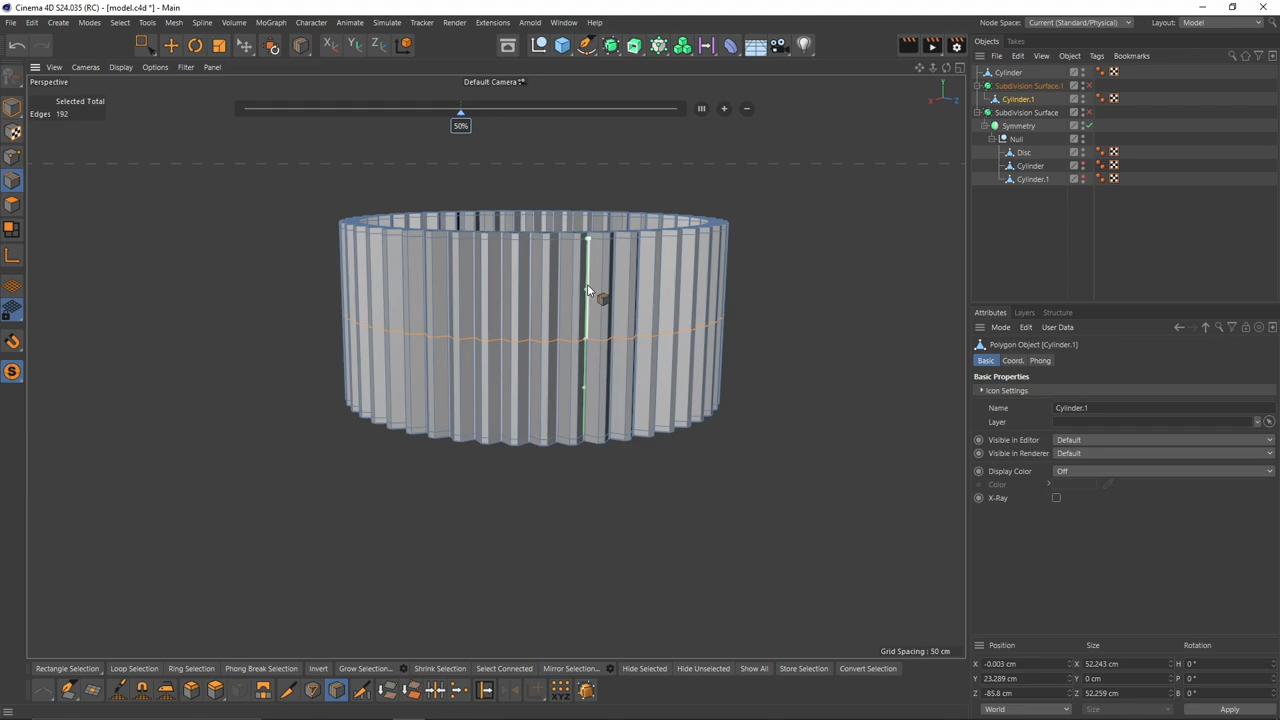 Cinema 4D S24.035 (RC) - [model.c4d *] - Main
File Edit Create Modes Select Tools Mesh Spline Volume MoGraph Character Animate Simulate Tracker Render Extensions Arnold Window Help
Node Space: Current (Standard/Physical) Layout: Model
X Y Z
Objects Takes
View Cameras Display Options Filter Panel
File Edit View Object Tags Bookmarks
Perspective
Default Camera
Cylinder
Subdivision Surface.1
Cylinder.1
Subdivision Surface
Symmetry
Null
Disc
Cylinder
Cylinder.1
Selected Total
Edges 192
50%
Y
X Z
Attributes Layers Structure
Mode Edit User Data
Polygon Object [Cylinder.1]
Basic Coord. Phong
Basic Properties
Icon Settings
Name Cylinder.1
Layer
Visible in Editor Default
Visible in Renderer Default
Display Color Off
Color
X-Ray
Grid Spacing : 50 cm
Rectangle Selection Loop Selection Ring Selection Phong Break Selection Invert Grow Selection... Shrink Selection Select Connected Mirror Selection... Hide Selected Hide Unselected Show All Store Selection Convert Selection
XYZ
Position Size Rotation
X -0.003 cm X 52.243 cm H 0 °
Y 23.289 cm Y 0 cm P 0 °
Z -85.8 cm Z 52.259 cm B 0 °
World Size Apply